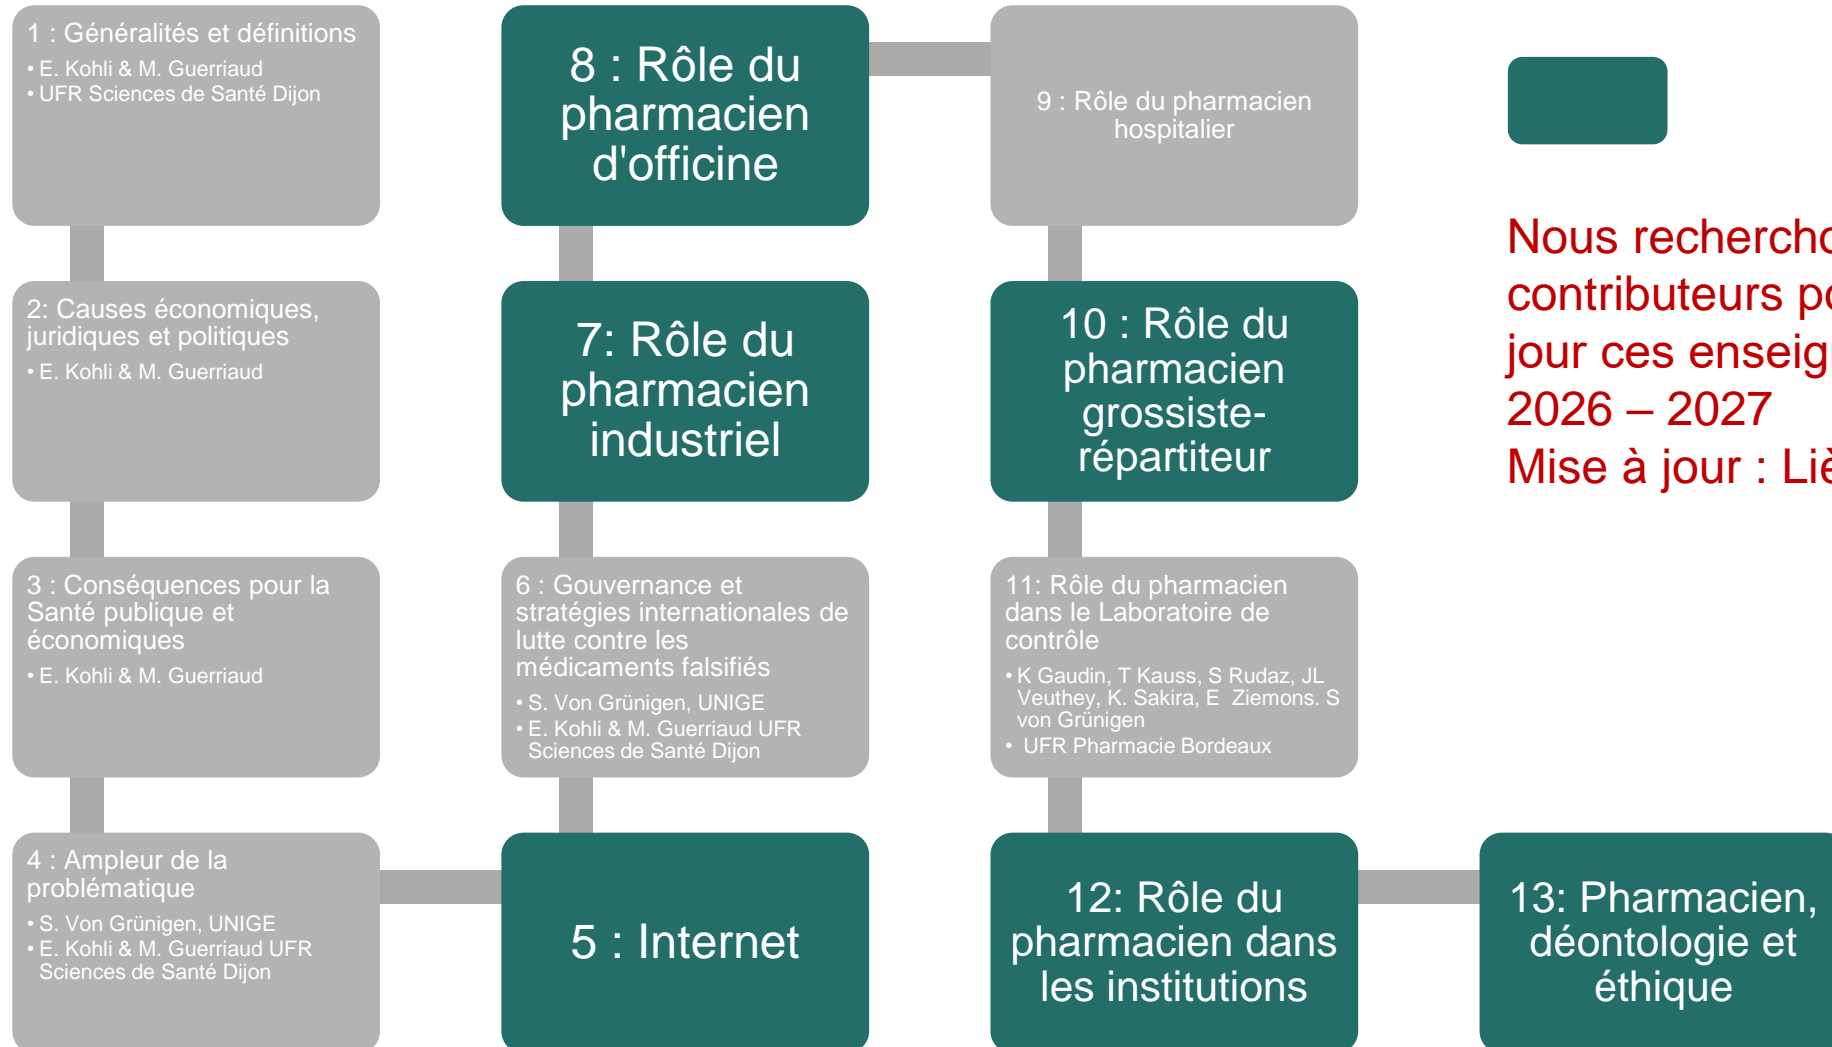 1 : Généralités et définitions
• E. Kohli & M. Guerriaud
• UFR Sciences de Santé Dijon
2: Causes économiques,
juridiques et politiques
• E. Kohli & M. Guerriaud
3 : Conséquences pour la
Santé publique et
économiques
• E. Kohli & M. Guerriaud
4 : Ampleur de la
problématique
• S. Von Grünigen, UNIGE
• E. Kohli & M. Guerriaud UFR
Sciences de Santé Dijon
5 : Internet
6 : Gouvernance et
stratégies internationales de
lutte contre les
médicaments falsifiés
• S. Von Grünigen, UNIGE
• E. Kohli & M. Guerriaud UFR
Sciences de Santé Dijon
7: Rôle du
pharmacien
industriel
8 : Rôle du
pharmacien
d'officine
9 : Rôle du pharmacien
hospitalier
10 : Rôle du
pharmacien
grossiste-
répartiteur
11: Rôle du pharmacien
dans le Laboratoire de
contrôle
• K Gaudin, T Kauss, S Rudaz, JL
Veuthey, K. Sakira, E Ziemons. S
von Grünigen
• UFR Pharmacie Bordeaux
12: Rôle du
pharmacien dans
les institutions
13: Pharmacien,
déontologie et
éthique
Nous
contributeurs
jour ces
2026 – 2027
Mise à jour :